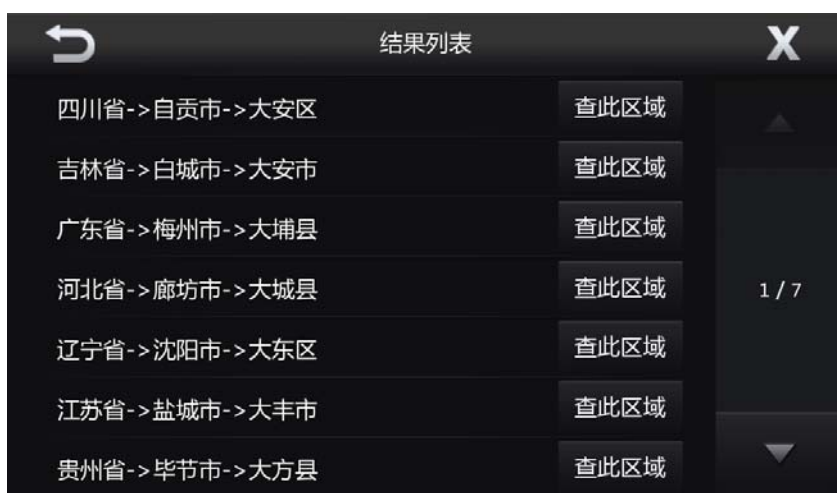 结果列表
X
四川省->自贡市->大安区 查此区域
吉林省->白城市->大安市 查此区域
广东省->梅州市->大埔县 查此区域
河北省->廊坊市->大城县 查此区域
1/7
辽宁省->沈阳市->大东区 查此区域
江苏省->盐城市->大丰市 查此区域
贵州省->毕节市->大方县 查此区域